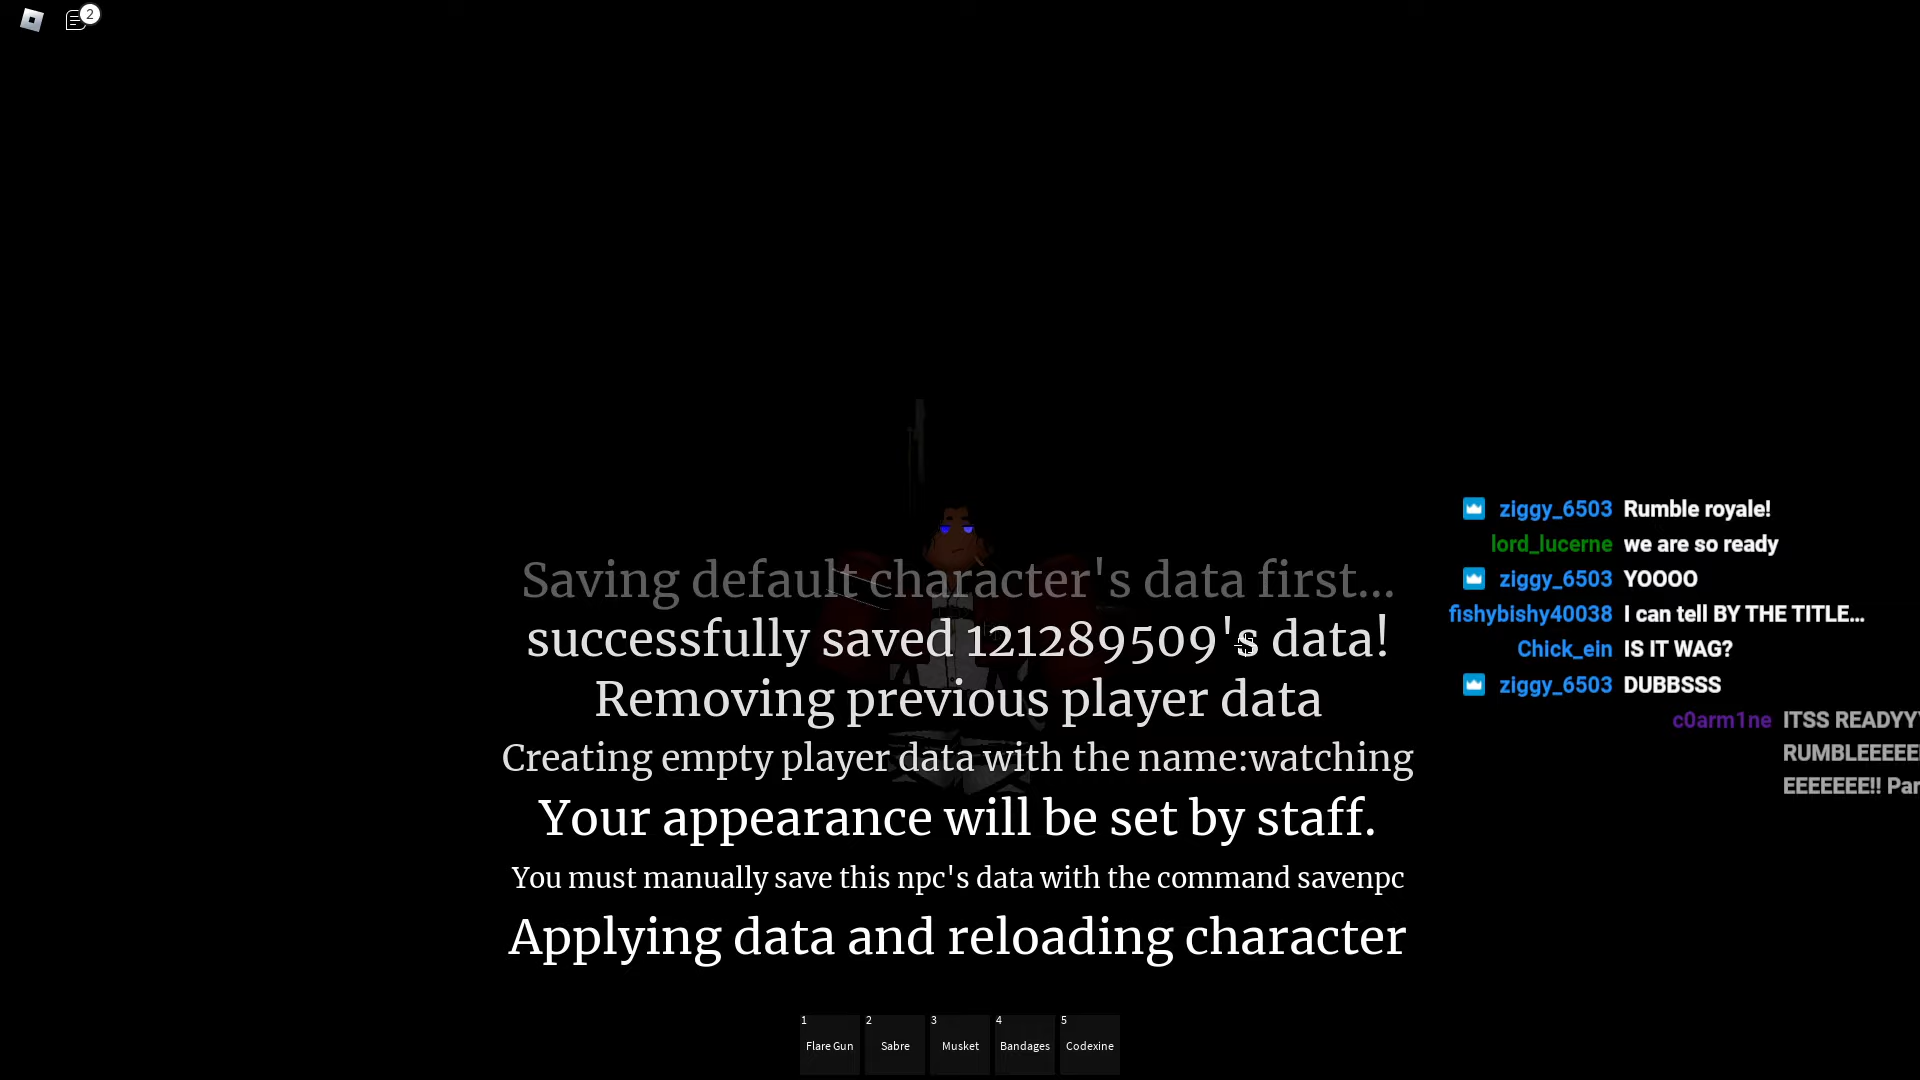 2
Saving default character's data first...
successfully saved 121289509's data!
Removing previous player data
Creating empty player data with the name:watching
Your appearance will be set by staff.
You must manually save this npc's data with the command savenpc
Applying data and reloading character
ziggy_6503 Rumble royale!
lord_lucerne we are so ready
ziggy_6503 YOOOO
fishybishy40038 I can tell BY THE TITLE...
Chick_ein IS IT WAG?
ziggy_6503 DUBBSSS
c0arm1ne ITSS READYY
RUMBLEEEEE
EEEEEEE!! Par
1 Flare Gun
2 Sabre
3 Musket
4 Bandages
5 Codexine